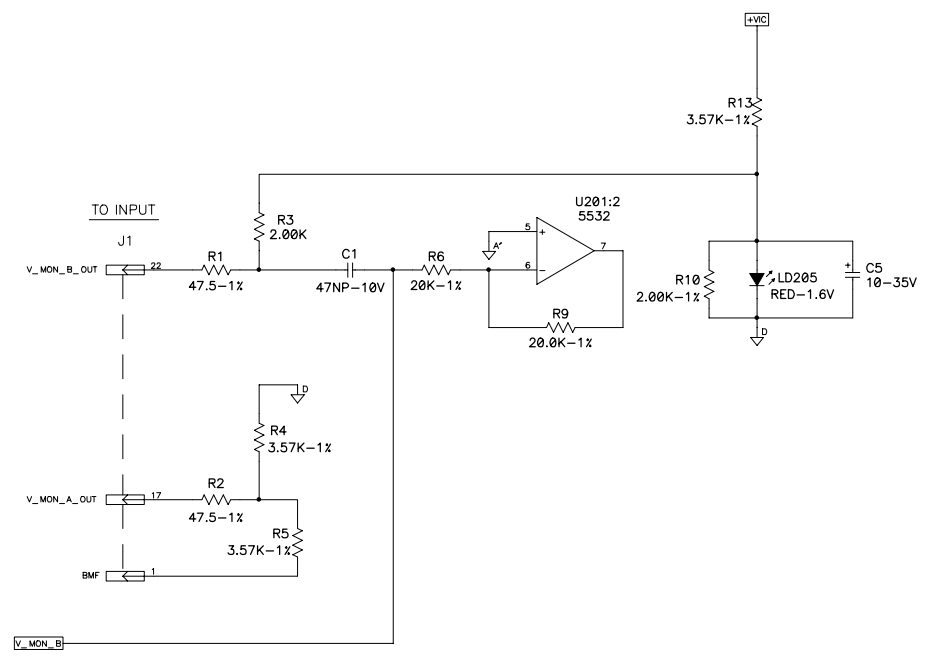 +VIC
R13
3.57K-1%
TO INPUT
J1
V_MON_B_OUT
22
R1
47.5-1%
R3
2.00K
C1
47NP-10V
R6
20K-1%
U201:2
5532
5
+
A'
6
-
7
R9
20.0K-1%
R10
2.00K-1%
LD205
RED-1.6V
+
C5
10-35V
D
D
R4
3.57K-1%
V_MON_A_OUT
17
R2
47.5-1%
R5
3.57K-1%
BMF
1
V_MON_B